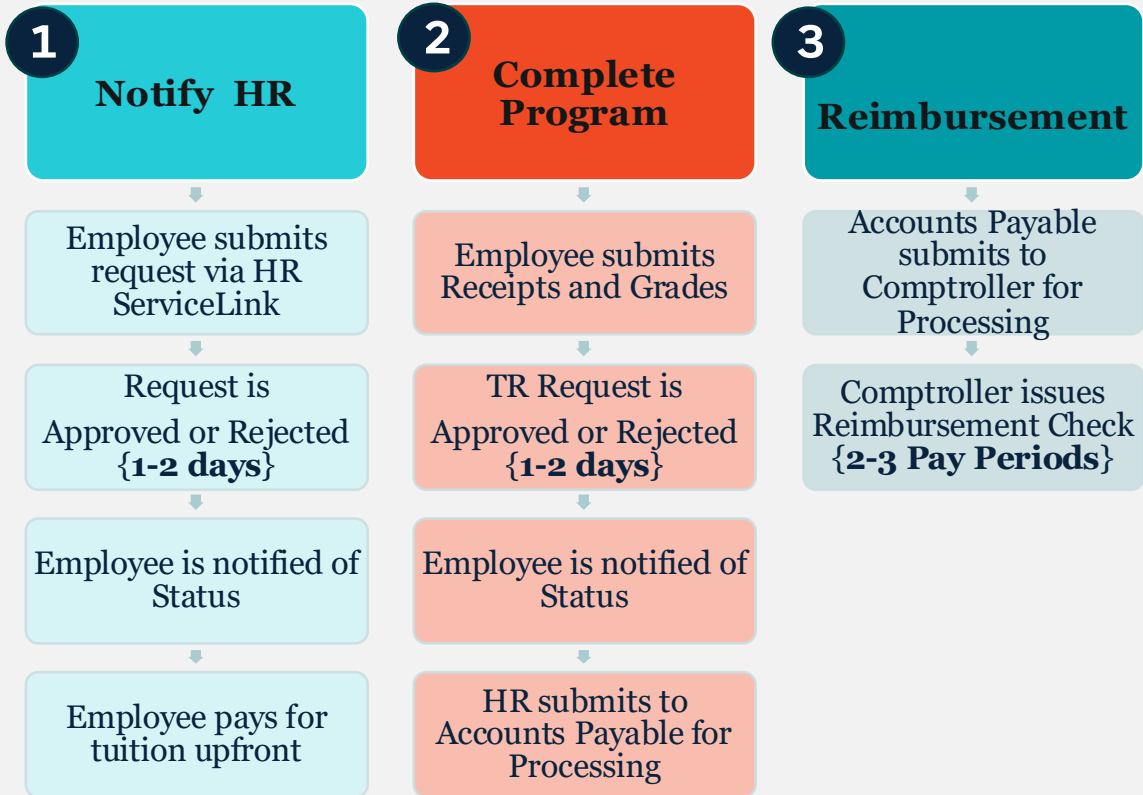 1
Notify HR
Employee submits
request via HR
ServiceLink
Request is
Approved or Rejected
{1-2 days}
Employee is notified of
Status
Employee pays for
tuition upfront
2
Complete
Program
Employee submits
Receipts and Grades
TR Request is
Approved or Rejected
{1-2 days}
Employee is notified of
Status
HR submits to
Accounts Payable for
Processing
3
Reimbursement
Accounts Payable
submits to
Comptroller for
Processing
Comptroller issues
Reimbursement Check
{2-3 Pay Periods}